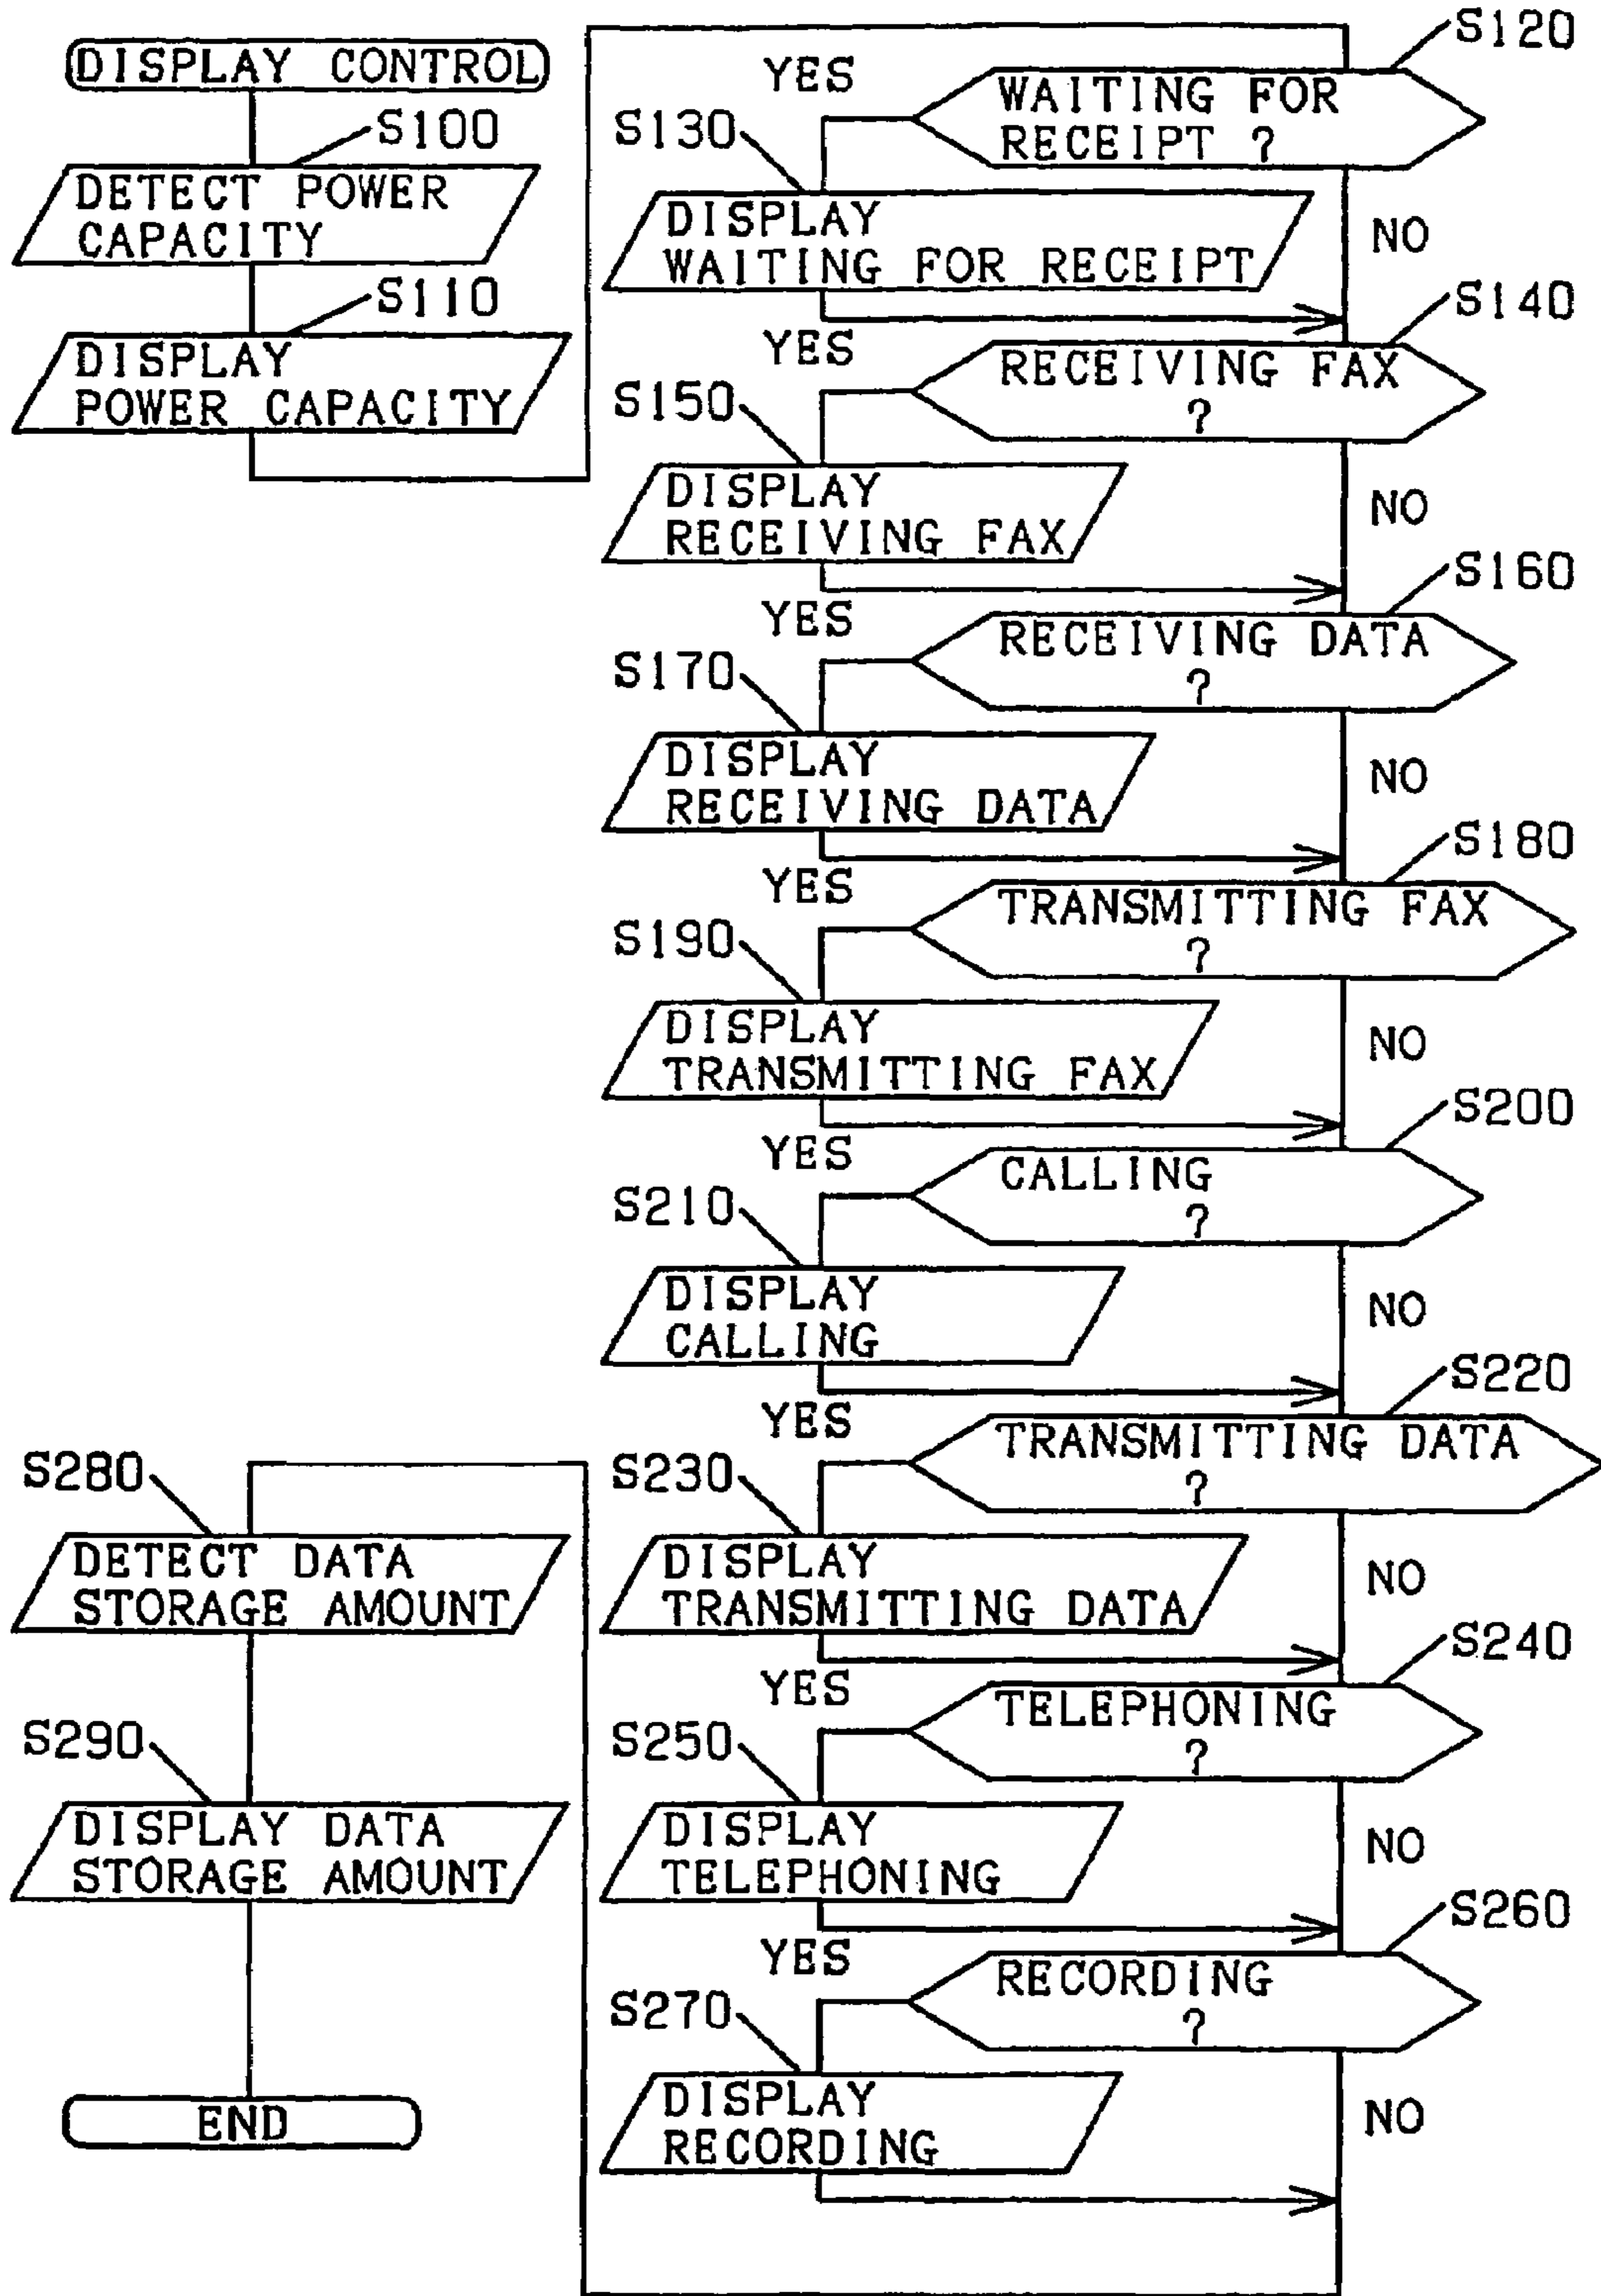 DISPLAY CONTROL
S100
DETECT POWER
CAPACITY
S110
DISPLAY
POWER CAPACITY
S120
WAITING FOR
RECEIPT ?
YES
NO
S130
DISPLAY
WAITING FOR RECEIPT
S140
RECEIVING FAX
?
YES
NO
S150
DISPLAY
RECEIVING FAX
S160
RECEIVING DATA
?
YES
NO
S170
DISPLAY
RECEIVING DATA
S180
TRANSMITTING FAX
?
YES
NO
S190
DISPLAY
TRANSMITTING FAX
S200
CALLING
?
YES
NO
S210
DISPLAY
CALLING
S220
TRANSMITTING DATA
?
YES
NO
S230
DISPLAY
TRANSMITTING DATA
S240
TELEPHONING
?
YES
NO
S250
DISPLAY
TELEPHONING
S260
RECORDING
?
YES
NO
S270
DISPLAY
RECORDING
S280
DETECT DATA
STORAGE AMOUNT
S290
DISPLAY DATA
STORAGE AMOUNT
END